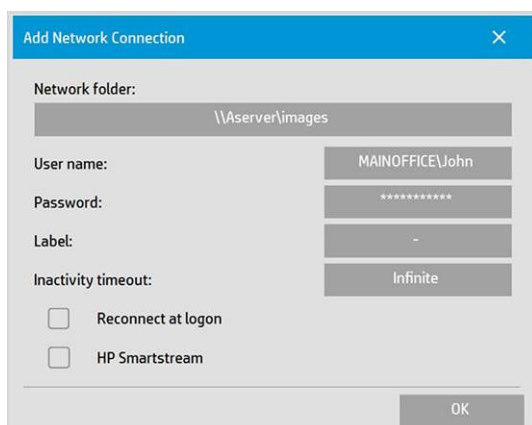 Add Network Connection
Network folder:
\\Aserver\images
User name: MAINOFFICE\John
Password: ***********
Label: -
Inactivity timeout: Infinite
Reconnect at logon
HP Smartstream
OK